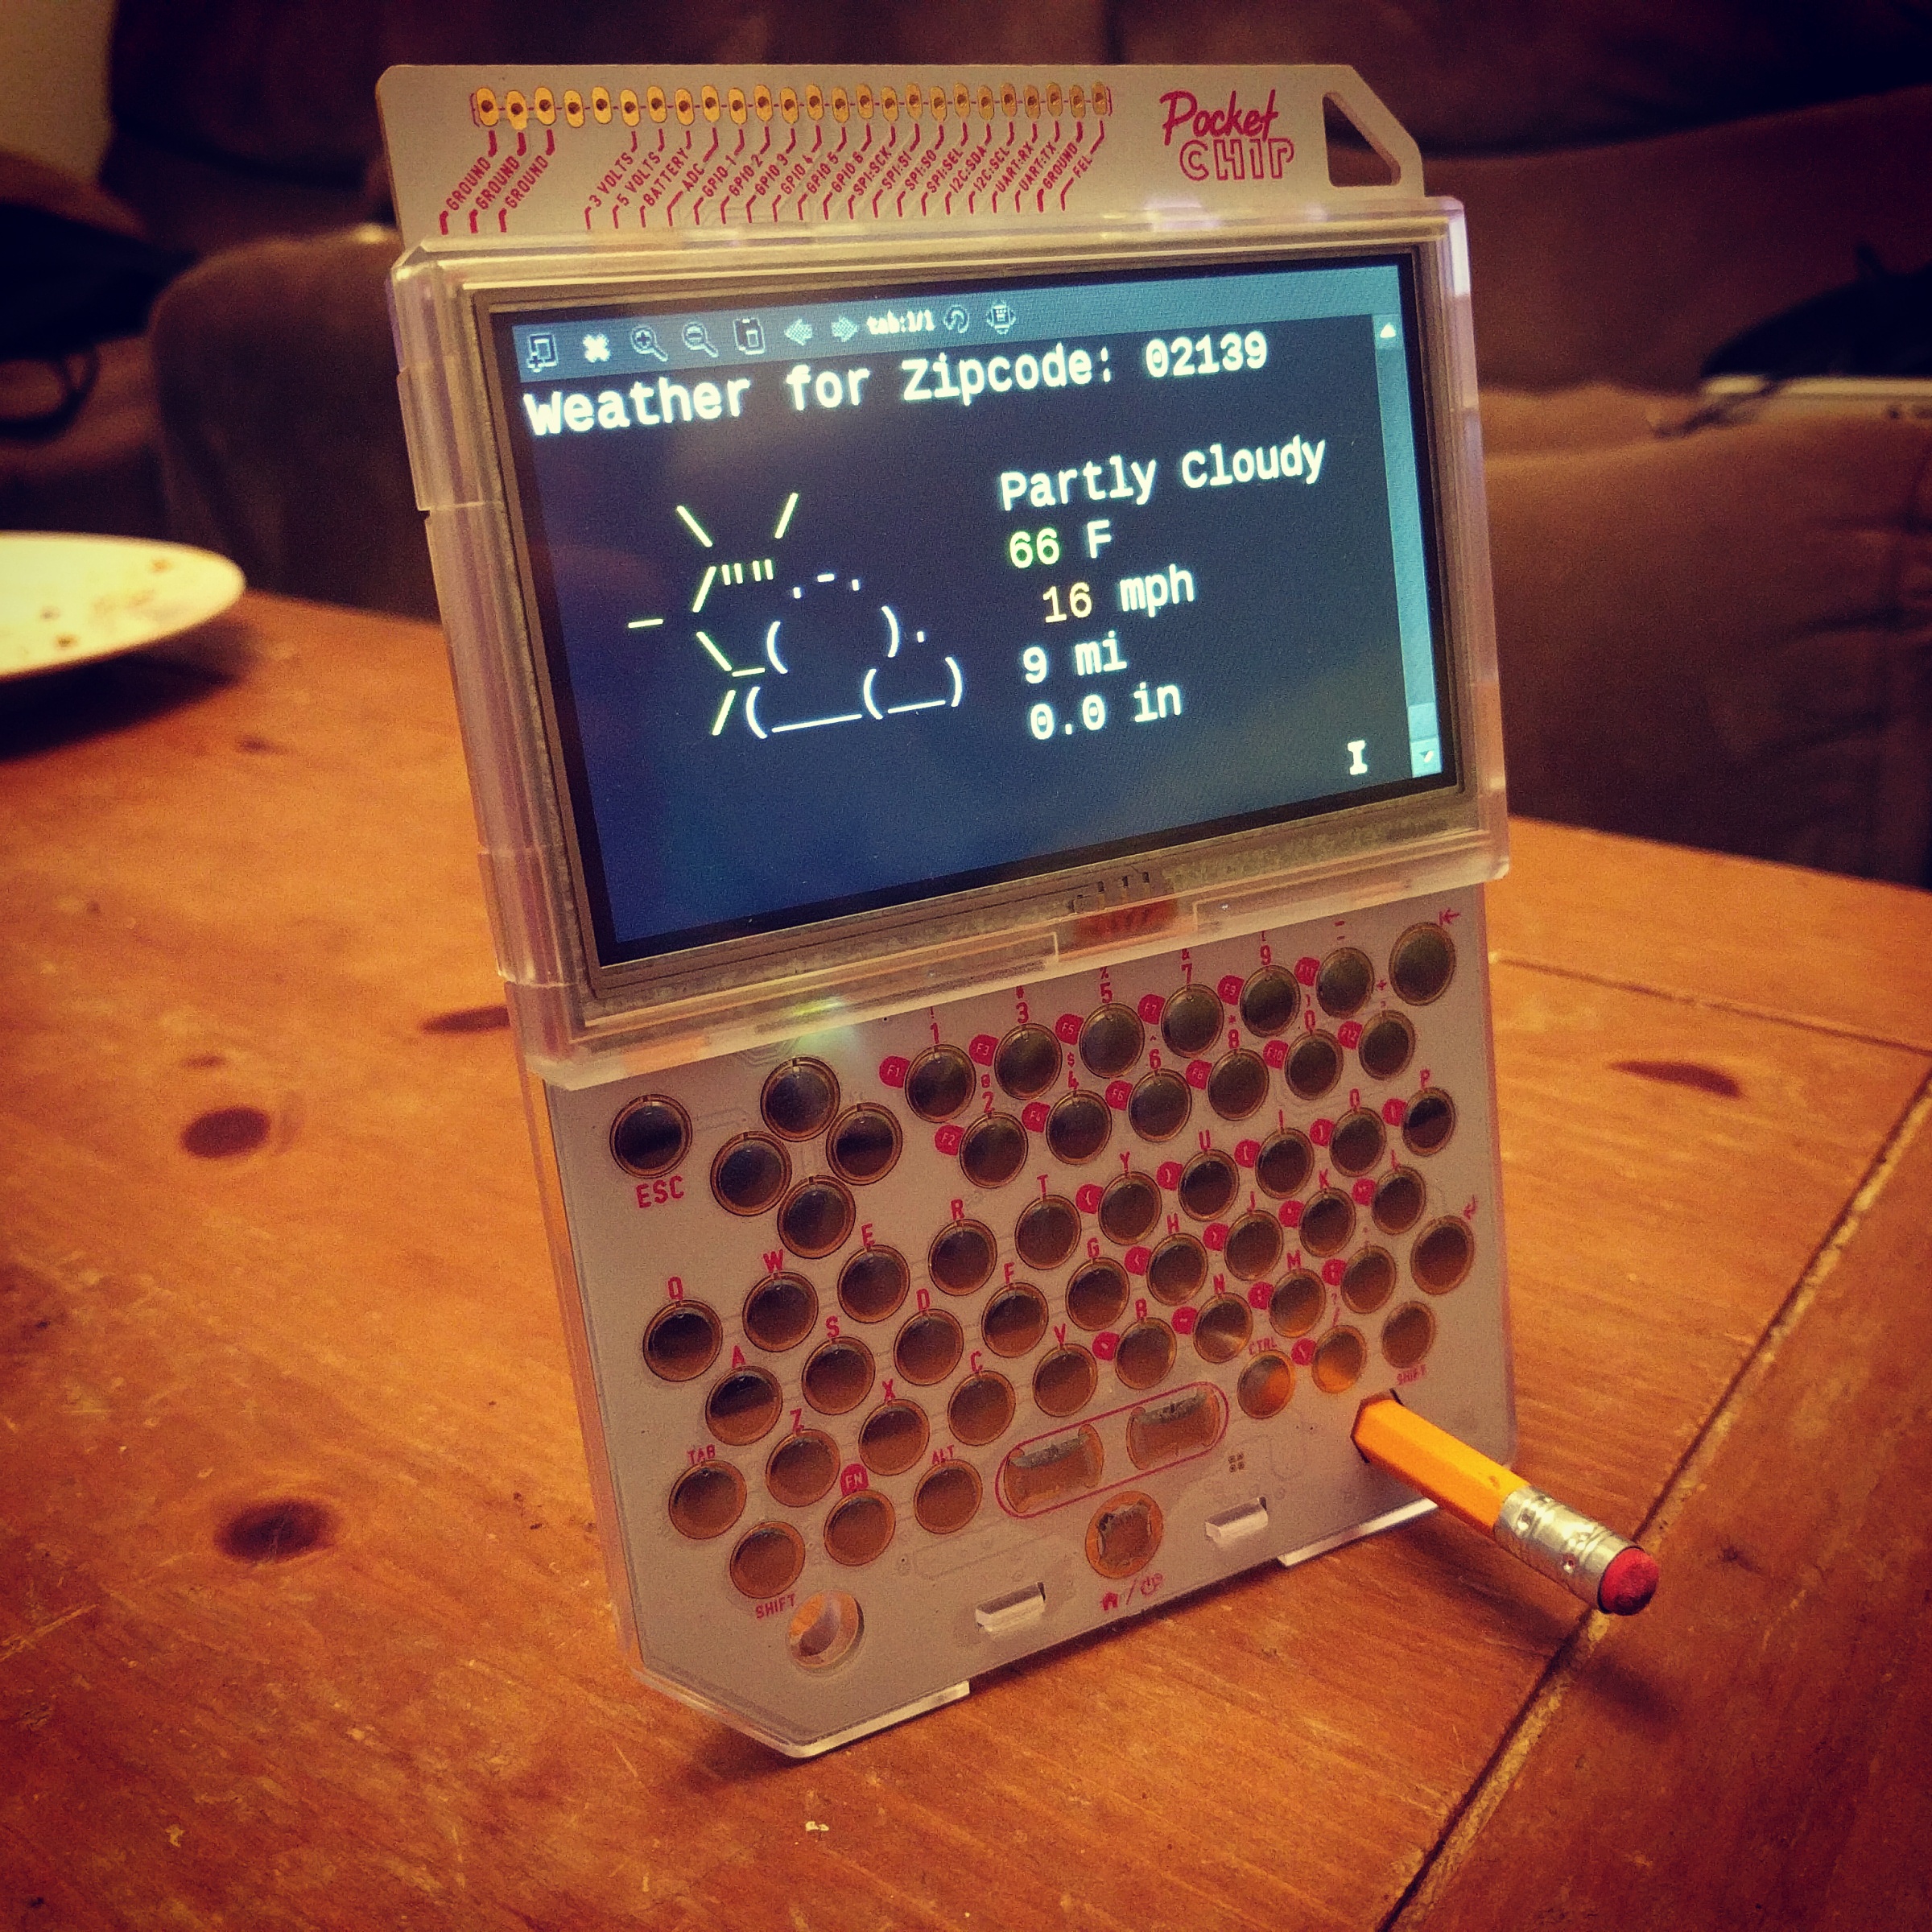 Pocket
CHIP
GROUND
GROUND
GROUND
3 VOLTS
5 VOLTS
BATTERY
ADC
GPIO 1
GPIO 2
GPIO 3
GPIO 4
GPIO 5
GPIO 6
SPI:SCK
SPI:SI
SPI:SO
SPI:SEL
I2C:SDA
I2C:SCL
UART:RX
UART:TX
GROUND
FEL
tab:1/1
Weather for Zipcode: 02139
Partly Cloudy
66 F
16 mph
9 mi
0.0 in
1 3 5 7 9 -
F1 F3 F5 F7 F9 F11
2 4 6 8 0
F2 F4 F6 F8 F10 F12
ESC
Q W E R T Y U I O P
A S D F G H J K L
Z X C V B N M
TAB FN ALT CTRL / SHIFT
SHIFT